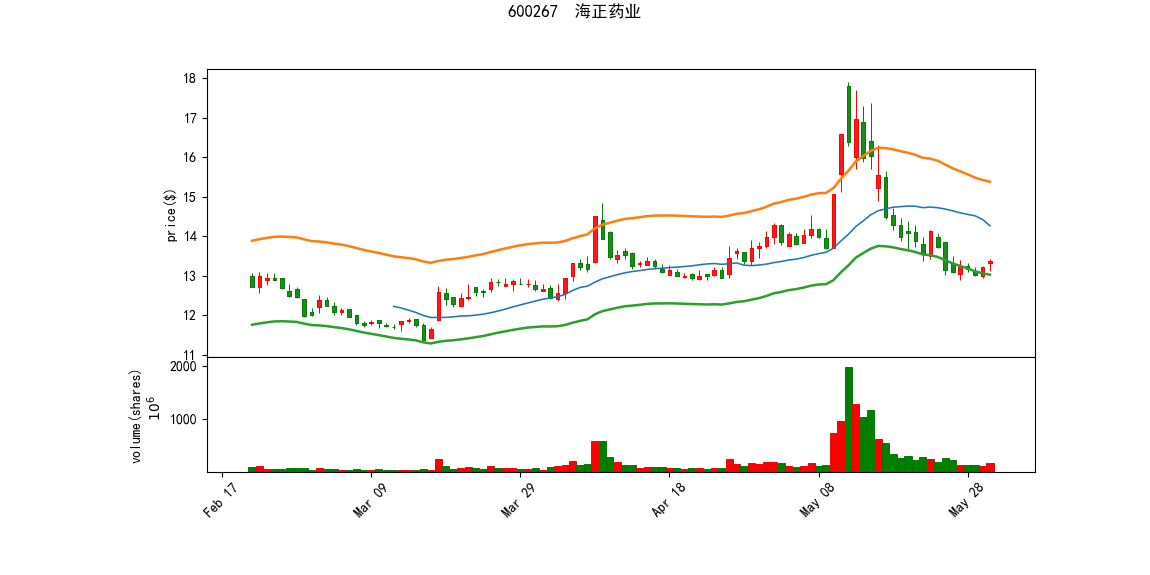 600267 海正药业
18
17
16
15
14
13
12
11
price($)
2000
1000
volume(shares)
10^6
Feb 17
Mar 09
Mar 29
Apr 18
May 08
May 28